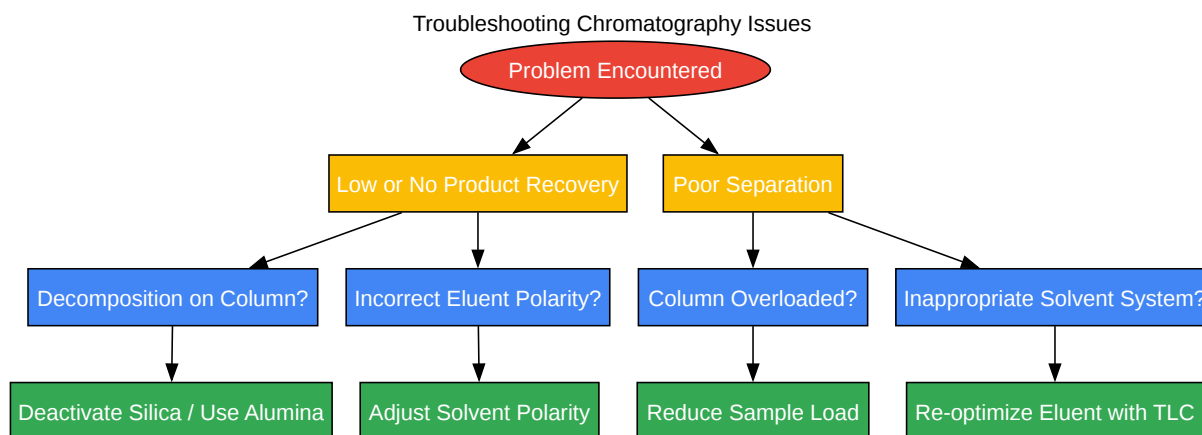 Troubleshooting Chromatography Issues
Problem Encountered
Low or No Product Recovery
Poor Separation
Decomposition on Column?
Incorrect Eluent Polarity?
Column Overloaded?
Inappropriate Solvent System?
Deactivate Silica / Use Alumina
Adjust Solvent Polarity
Reduce Sample Load
Re-optimize Eluent with TLC